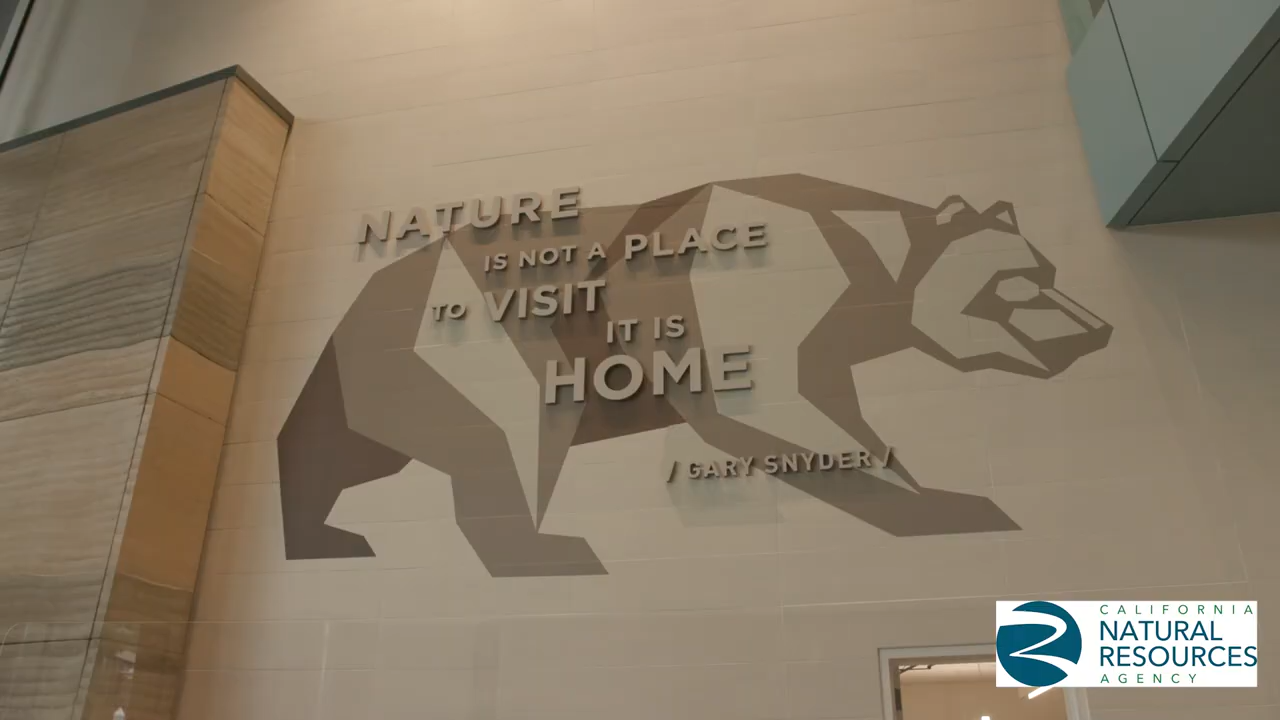 NATURE
IS NOT A PLACE
TO VISIT
IT IS
HOME
/ GARY SNYDER /
CALIFORNIA
NATURAL
RESOURCES
AGENCY